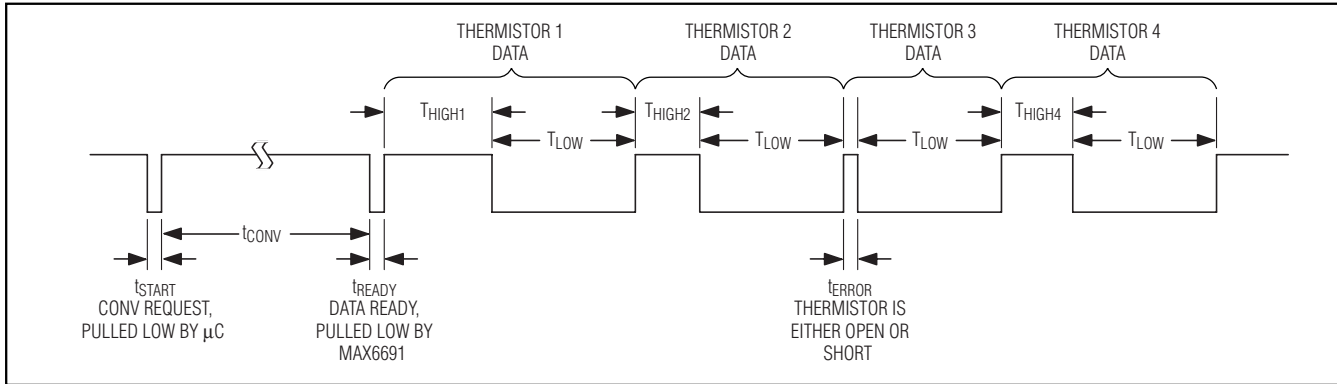 THERMISTOR 1
DATA
THERMISTOR 2
DATA
THERMISTOR 3
DATA
THERMISTOR 4
DATA
THIGH1
TLOW
THIGH2
TLOW
TLOW
THIGH4
TLOW
tCONV
tSTART
CONV REQUEST,
PULLED LOW BY μC
tREADY
DATA READY,
PULLED LOW BY
MAX6691
tERROR
THERMISTOR IS
EITHER OPEN OR
SHORT